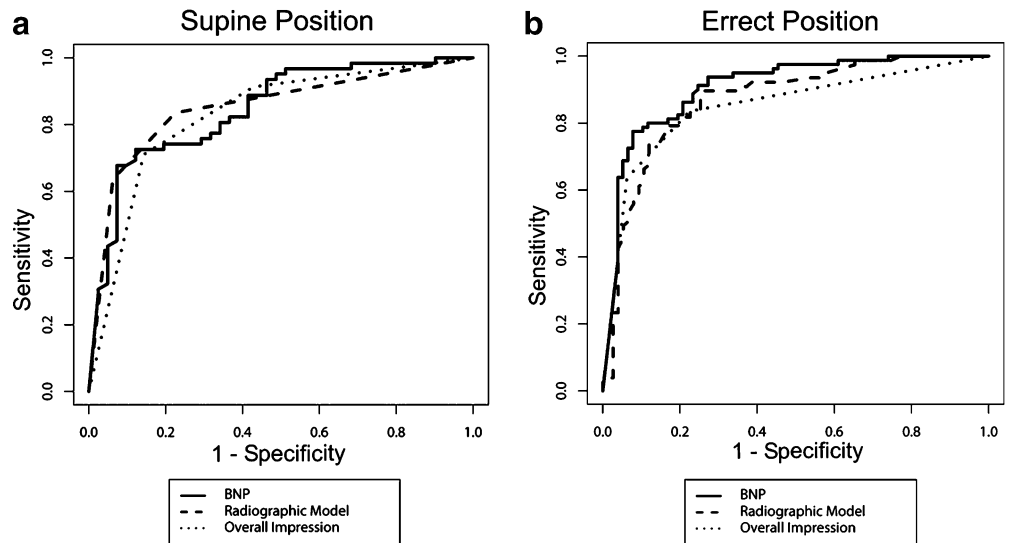 a
Supine Position
Sensitivity
1.0
0.8
0.6
0.4
0.2
0.0
0.0 0.2 0.4 0.6 0.8 1.0
1 - Specificity
BNP
Radiographic Model
Overall Impression
b
Errect Position
Sensitivity
1.0
0.8
0.6
0.4
0.2
0.0
0.0 0.2 0.4 0.6 0.8 1.0
1 - Specificity
BNP
Radiographic Model
Overall Impression